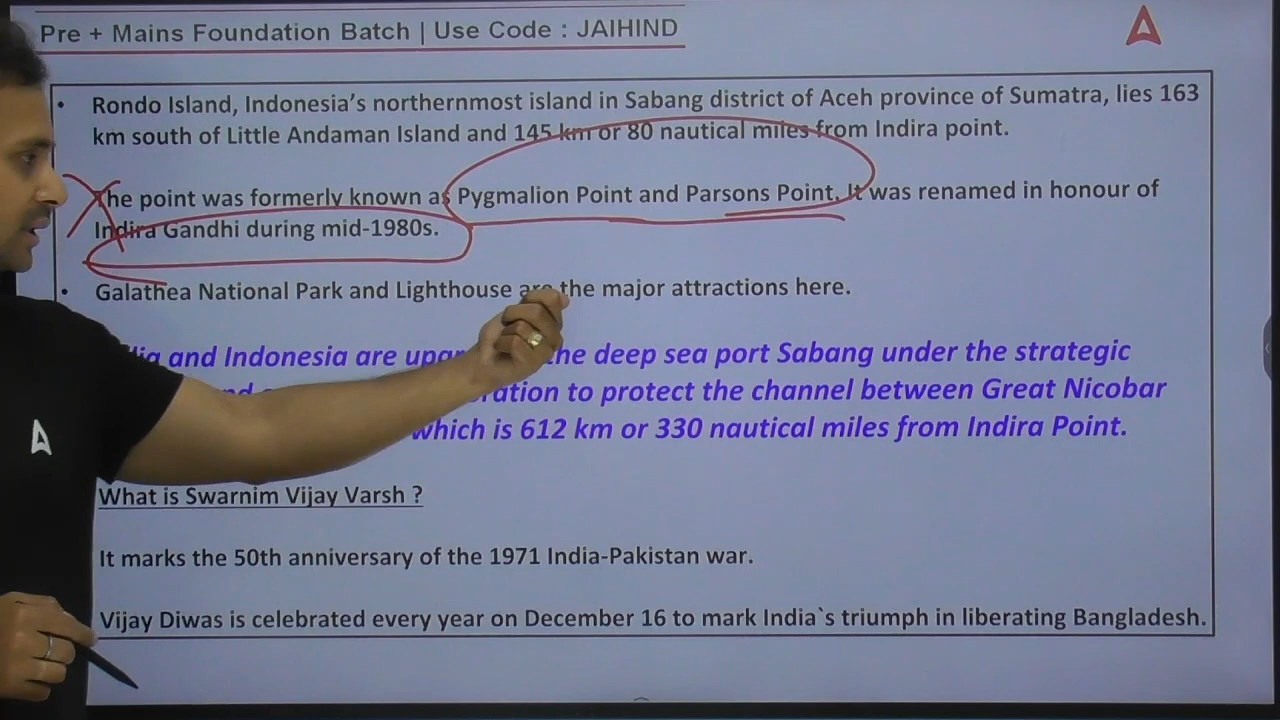 Pre + Mains Foundation Batch | Use Code : JAIHIND
• Rondo Island, Indonesia’s northernmost island in Sabang district of Aceh province of Sumatra, lies 163
km south of Little Andaman Island and 145 km or 80 nautical miles from Indira point.
The point was formerly known as Pygmalion Point and Parsons Point. It was renamed in honour of
Indira Gandhi during mid-1980s.
• Galathea National Park and Lighthouse are the major attractions here.
and Indonesia are the deep sea port Sabang under the strategic
to protect the channel between Great Nicobar
which is 612 km or 330 nautical miles from Indira Point.
What is Swarnim Vijay Varsh ?
It marks the 50th anniversary of the 1971 India-Pakistan war.
Vijay Diwas is celebrated every year on December 16 to mark India`s triumph in liberating Bangladesh.